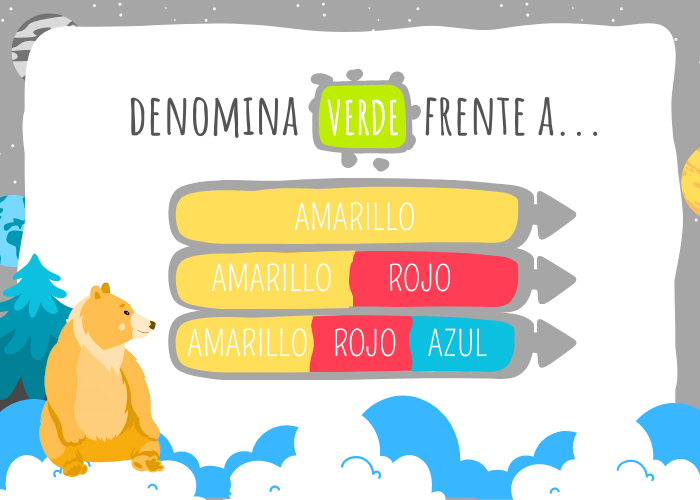 DENOMINA VERDE FRENTE A...
AMARILLO
AMARILLO ROJO
AMARILLO ROJO AZUL